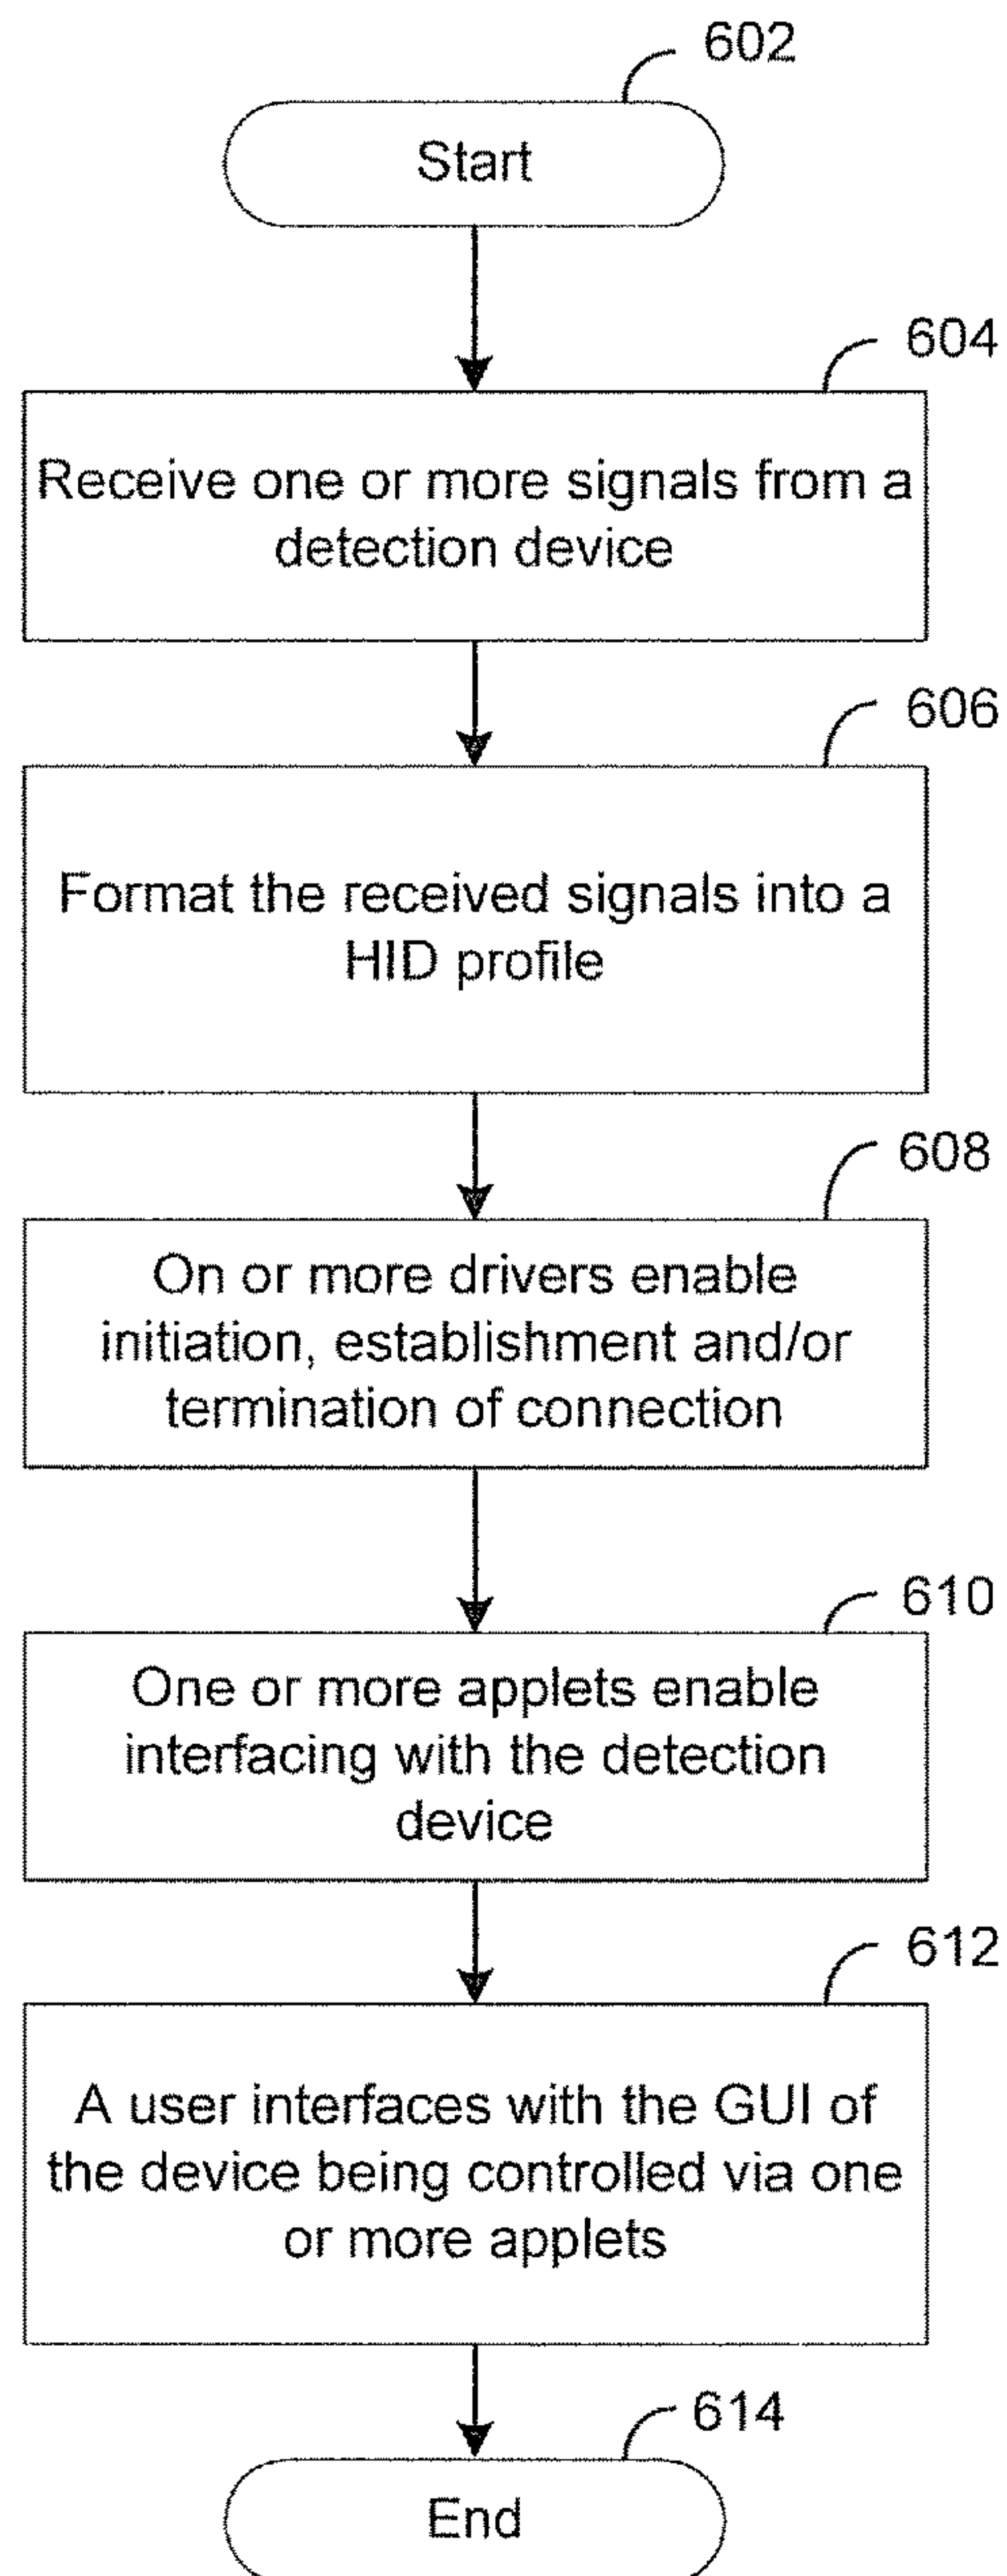 602
Start
604
Receive one or more signals from a
detection device
606
Format the received signals into a
HID profile
608
On or more drivers enable
initiation, establishment and/or
termination of connection
610
One or more applets enable
interfacing with the detection
device
612
A user interfaces with the GUI of
the device being controlled via one
or more applets
614
End